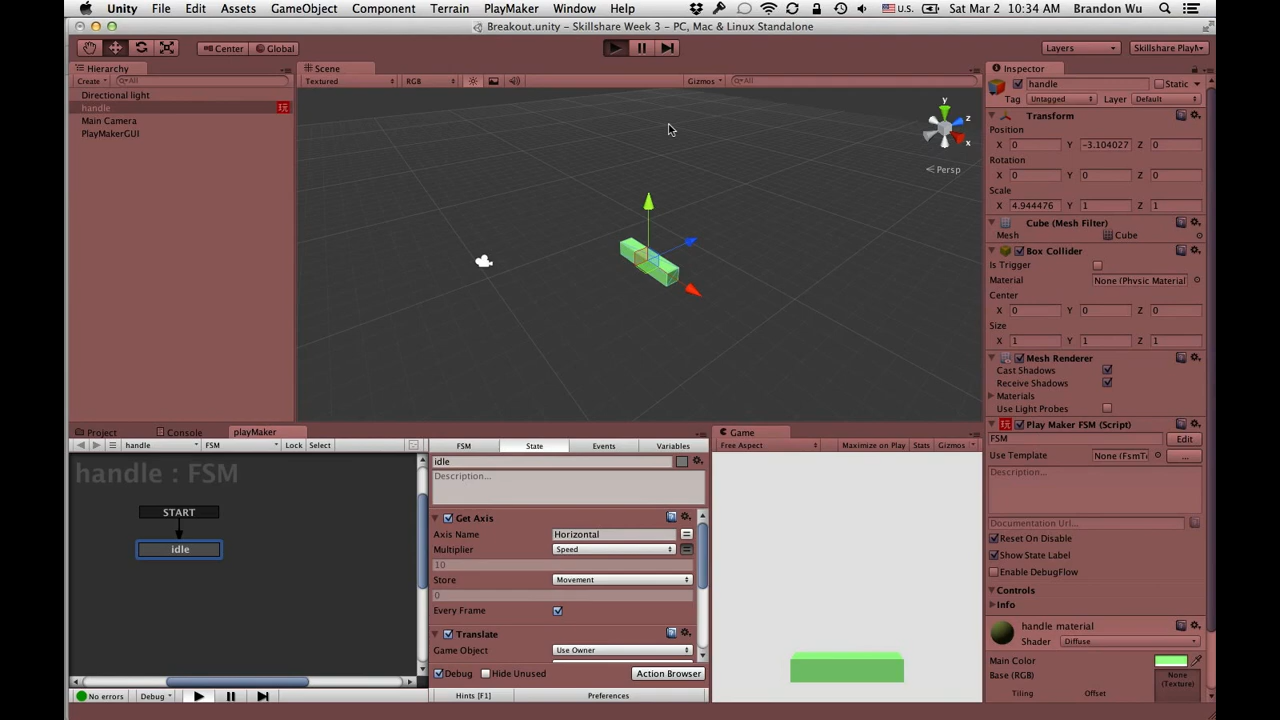 Unity File Edit Assets GameObject Component Terrain PlayMaker Window Help U.S. Sat Mar 2 10:34 AM Brandon Wu
Breakout.unity - Skillshare Week 3 - PC, Mac & Linux Standalone
Center Global Layers Skillshare PlayM
Hierarchy
Create All
Directional light
handle 玩
Main Camera
PlayMakerGUI
Scene
Textured RGB Gizmos All
y
z
x
Persp
Inspector
handle Static
Tag Untagged Layer Default
Transform
Position
X 0 Y -3.104027 Z 0
Rotation
X 0 Y 0 Z 0
Scale
X 4.944476 Y 1 Z 1
Cube (Mesh Filter)
Mesh Cube
Box Collider
Is Trigger
Material None (Physic Material
Center
X 0 Y 0 Z 0
Size
X 1 Y 1 Z 1
Mesh Renderer
Cast Shadows
Receive Shadows
Materials
Use Light Probes
玩 Play Maker FSM (Script)
FSM Edit
Use Template None (FsmTe ...
Description...
Documentation Url...
Reset On Disable
Show State Label
Enable DebugFlow
Controls
Info
handle material
Shader Diffuse
Main Color
Base (RGB) None
(Texture)
Tiling Offset
Project Console playMaker
handle FSM Lock Select
handle : FSM
START
idle
No errors Debug
FSM State Events Variables
idle
Description...
Get Axis
Axis Name Horizontal
Multiplier Speed
10
Store Movement
0
Every Frame
Translate
Game Object Use Owner
Debug Hide Unused Action Browser
Hints [F1] Preferences
Game
Free Aspect Maximize on Play Stats Gizmos